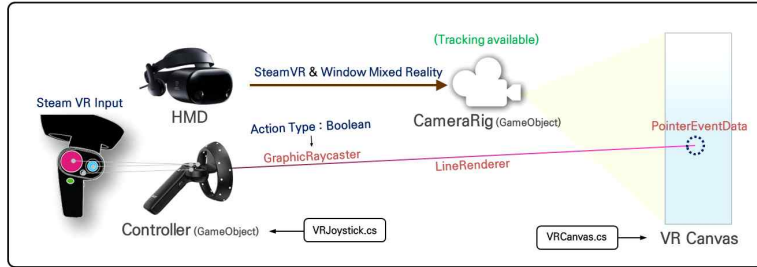 (Tracking available)
Steam VR Input
SteamVR & Window Mixed Reality
HMD
CameraRig (GameObject)
Action Type : Boolean
PointerEventData
GraphicRaycaster
LineRenderer
Controller (GameObject)
VRJoystick.cs
VRCanvas.cs
VR Canvas